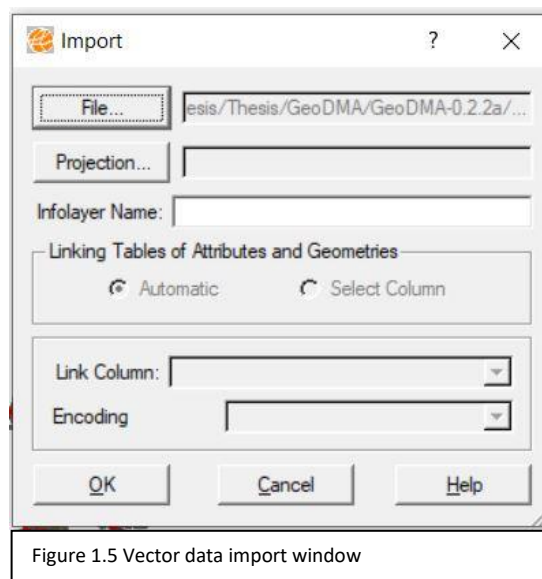 Import ?
File... esis/Thesis/GeoDMA/GeoDMA-0.2.2a/...
Projection...
Infolayer Name:
Linking Tables of Attributes and Geometries
Automatic Select Column
Link Column:
Encoding
OK Cancel Help
Figure 1.5 Vector data import window